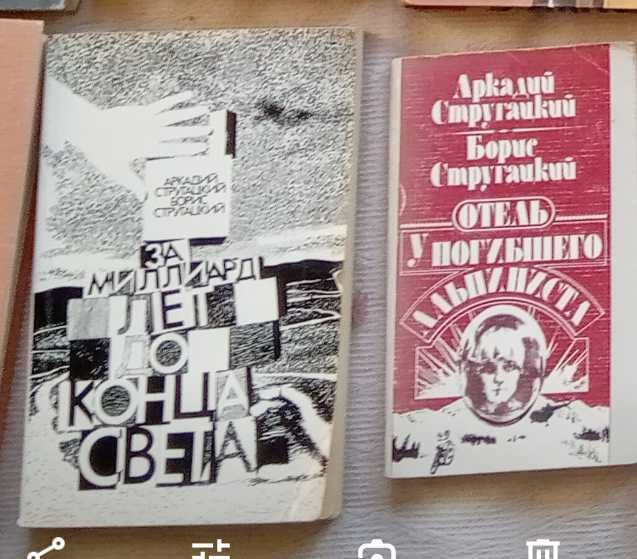 АРКАДИЙ
СТРУГАЦКИЙ
БОРИС
СТРУГАЦКИЙ
ЗА
МИЛЛИАРД
ЛЕТ
ДО
КОНЦА
СВЕТА
Аркадий
Стругацкий
Борис
Стругацкий
ОТЕЛЬ
У ПОГИБШЕГО
АЛЬПИНИСТА